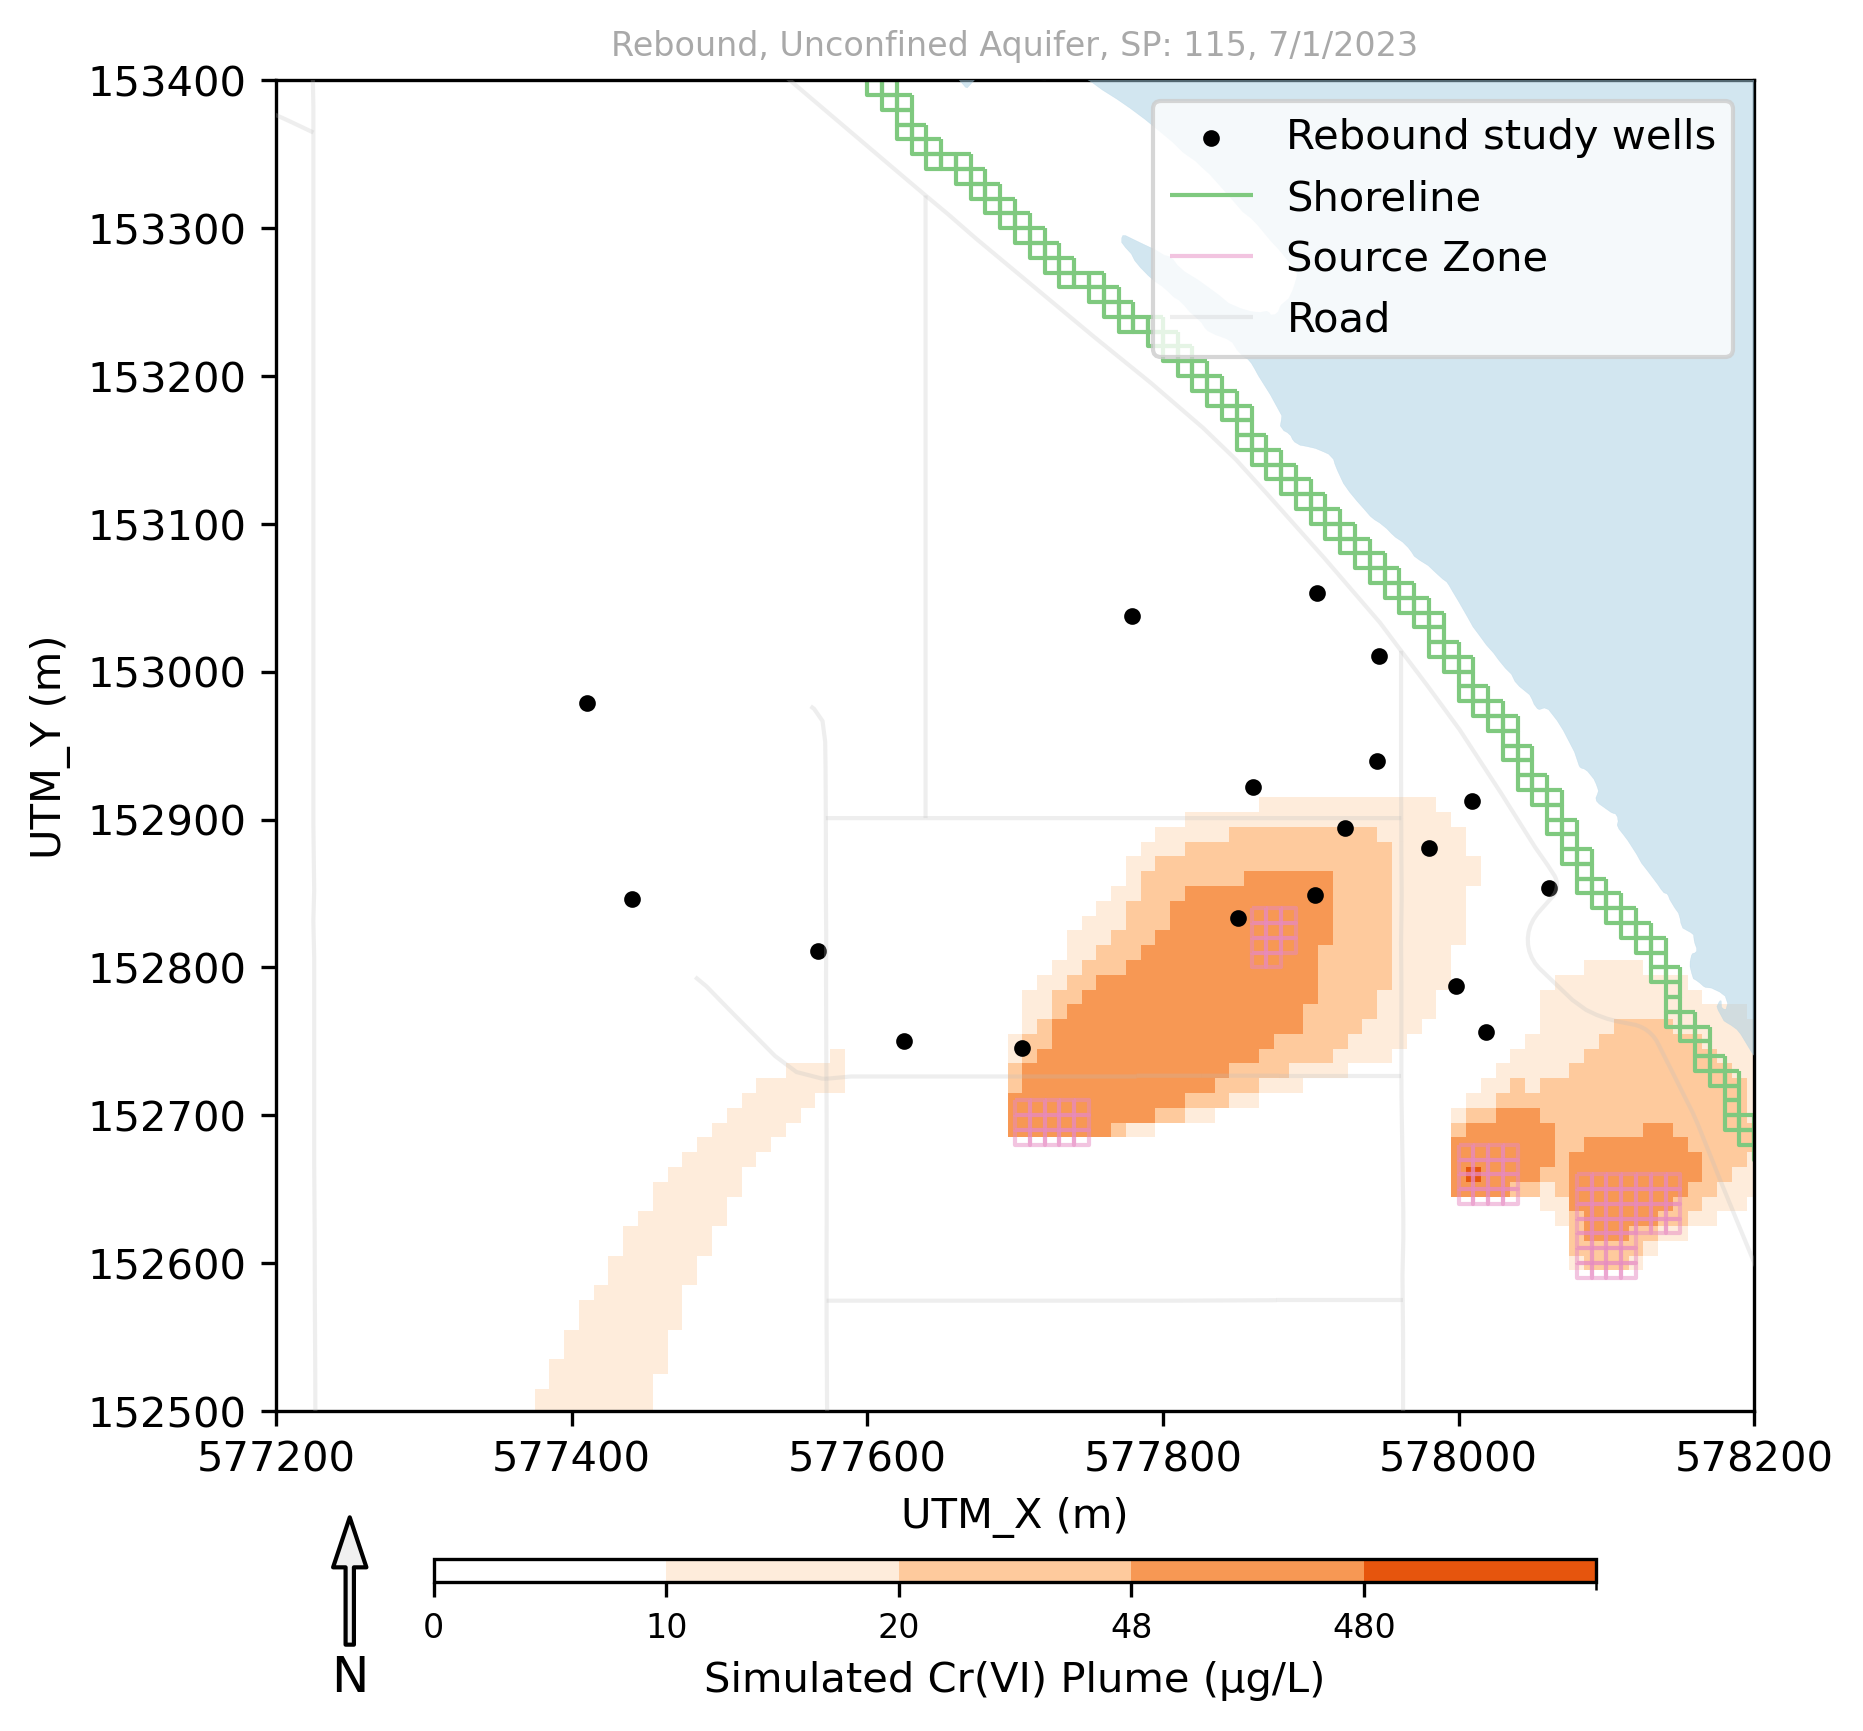 Rebound, Unconfined Aquifer, SP: 115, 7/1/2023
153400
153300
153200
153100
153000
152900
152800
152700
152600
152500
UTM_Y (m)
Rebound study wells
Shoreline
Source Zone
Road
577200 577400 577600 577800 578000 578200
UTM_X (m)
N
0 10 20 48 480
Simulated Cr(VI) Plume (µg/L)